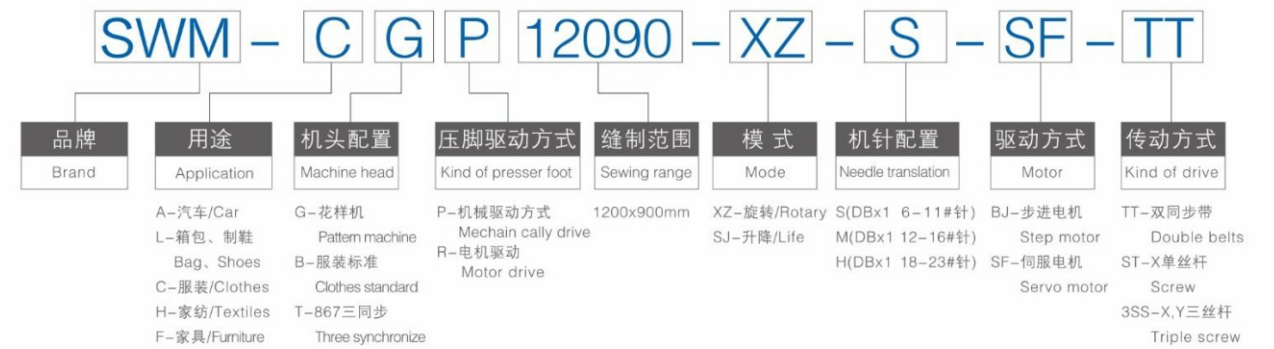 SWM – C G P 12090 – XZ – S – SF – TT
品牌
Brand
用途
Application
A–汽车/Car
L–箱包、制鞋
Bag、Shoes
C–服装/Clothes
H–家纺/Textiles
F–家具/Furniture
机头配置
Machine head
G–花样机
Pattern machine
B–服装标准
Clothes standard
T–867三同步
Three synchronize
压脚驱动方式
Kind of presser foot
P–机械驱动方式
Mechain cally drive
R–电机驱动
Motor drive
缝制范围
Sewing range
1200x900mm
模 式
Mode
XZ–旋转/Rotary
SJ–升降/Life
机针配置
Needle translation
S(DBx1 6–11#针)
M(DBx1 12–16#针)
H(DBx1 18–23#针)
驱动方式
Motor
BJ–步进电机
Step motor
SF–伺服电机
Servo motor
传动方式
Kind of drive
TT–双同步带
Double belts
ST–X单丝杆
Screw
3SS–X,Y三丝杆
Triple screw